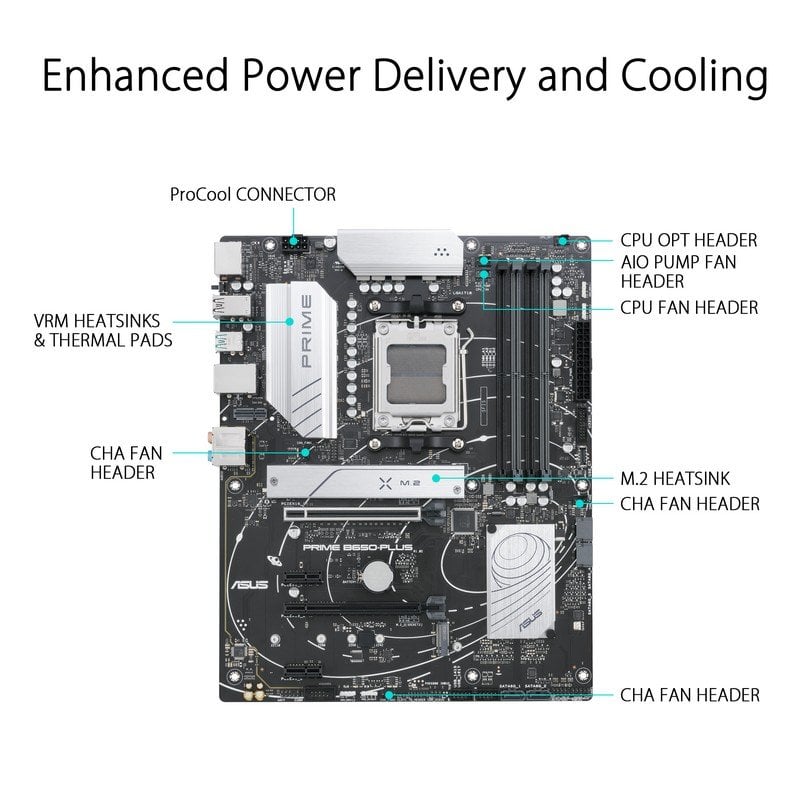 Enhanced Power Delivery and Cooling
ProCool CONNECTOR
CPU OPT HEADER
AIO PUMP FAN
HEADER
CPU FAN HEADER
VRM HEATSINKS
& THERMAL PADS
PRIME
CHA FAN
HEADER
M.2 HEATSINK
CHA FAN HEADER
M.2
PRIME B650-PLUS
BATTERY
ASUS
ASUS
CHA FAN HEADER